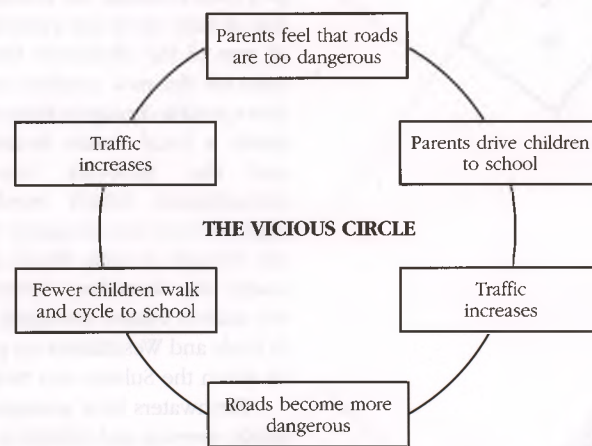 Parents feel that roads
are too dangerous
Parents drive children
to school
Traffic
increases
Roads become more
dangerous
Fewer children walk
and cycle to school
Traffic
increases
THE VICIOUS CIRCLE